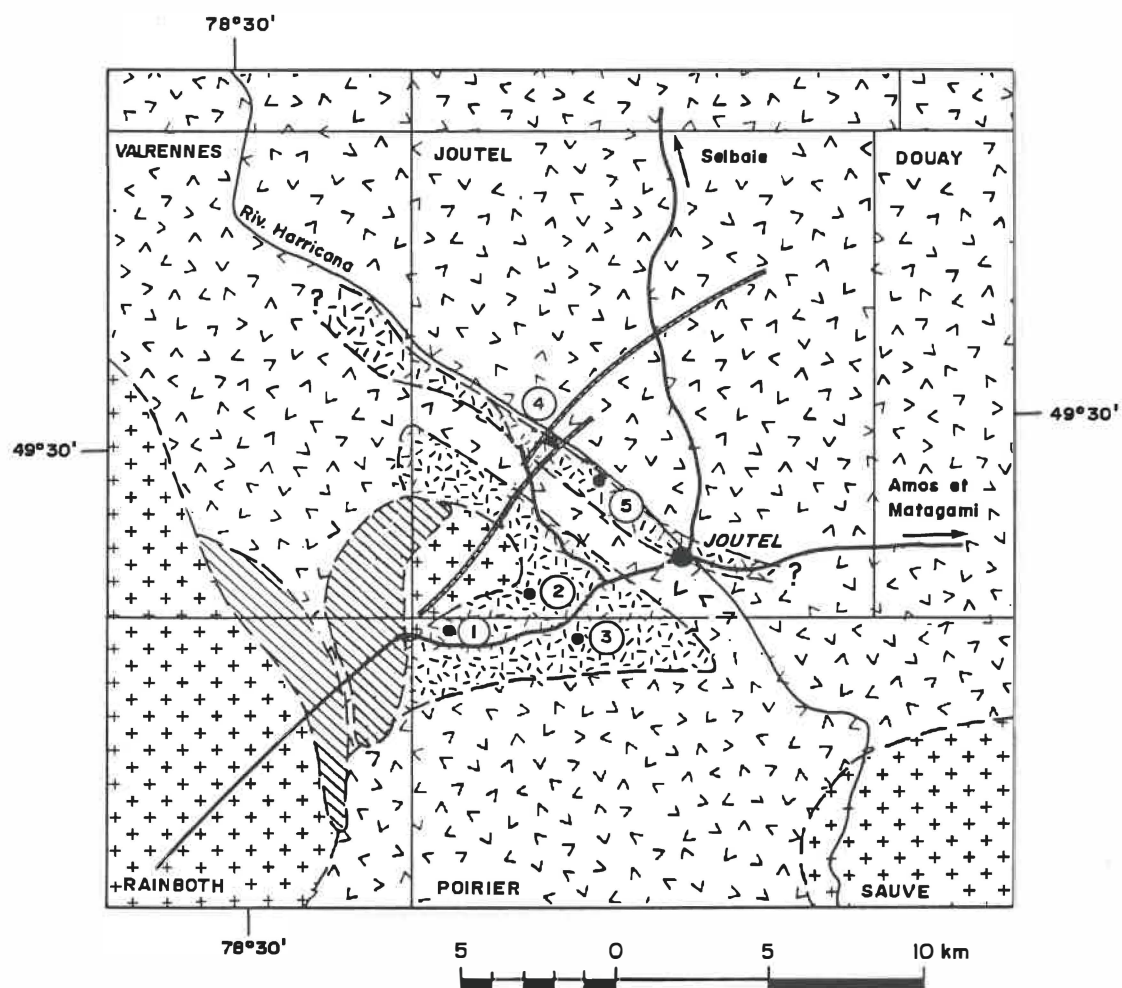 78°30'
VALRENNES
JOUTEL
Selbaie
DOUAY
Riv. Harricana
?
4
49°30'
49°30'
5
Amos et
Matagami
JOUTEL
?
2
1
3
RAINBOTH
POIRIER
SAUVE
78°30'
5 0 5 10 km